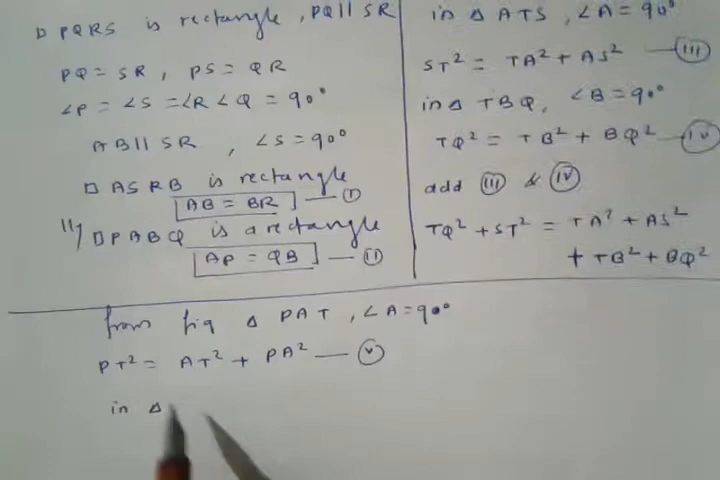 □ PQRS is rectangle, PQ || SR
PQ = SR, PS = QR
∠P = ∠S = ∠R ∠Q = 90°
AB || SR, ∠S = 90°
□ ASRB is rectangle
AB = BR — (I)
11/ □ PABQ is a rectangle
AP = QB — (II)
in Δ ATS, ∠A = 90°
ST² = TA² + AS² — (III)
in Δ TBQ, ∠B = 90°
TQ² = TB² + BQ² — (IV)
add (III) & (IV)
TQ² + ST² = TA² + AS²
+ TB² + BQ²
from fig Δ PAT, ∠A = 90°
PT² = AT² + PA² — (V)
in Δ